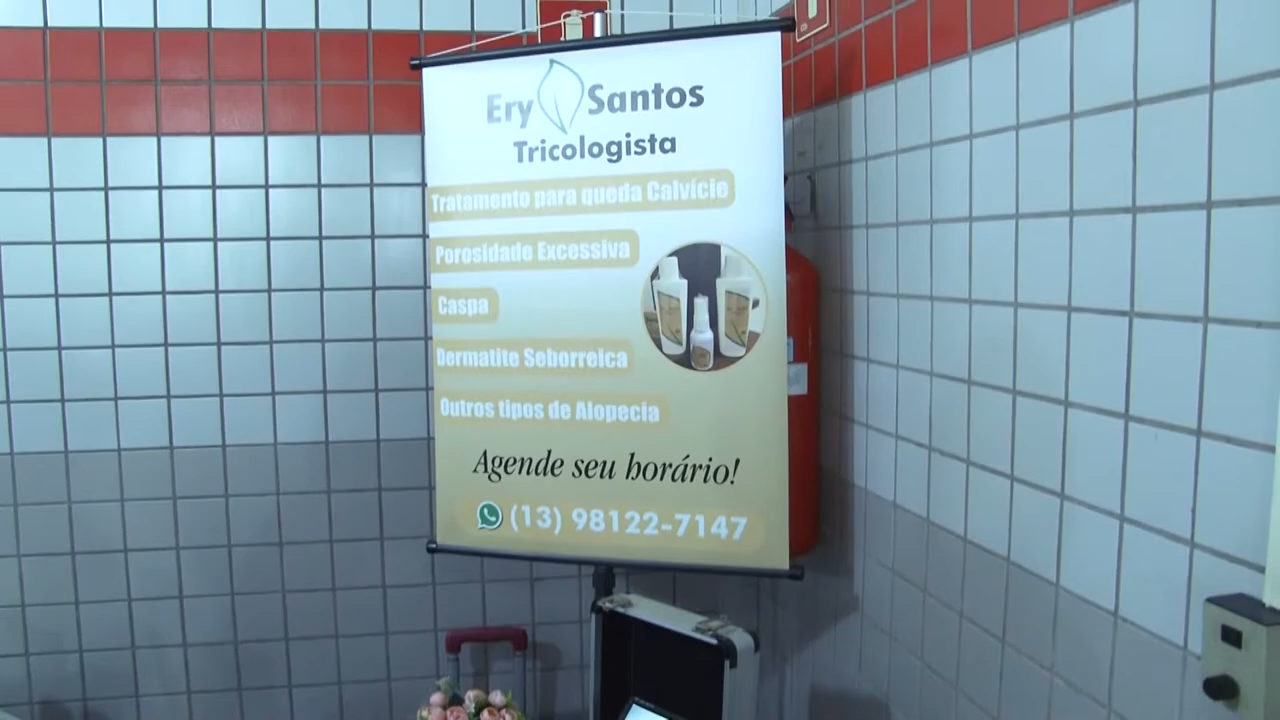 Ery Santos
Tricologista
Tratamento para queda Calvície
Porosidade Excessiva
Caspa
Dermatite Seborreica
Outros tipos de Alopecia
Agende seu horário!
(13) 98122-7147